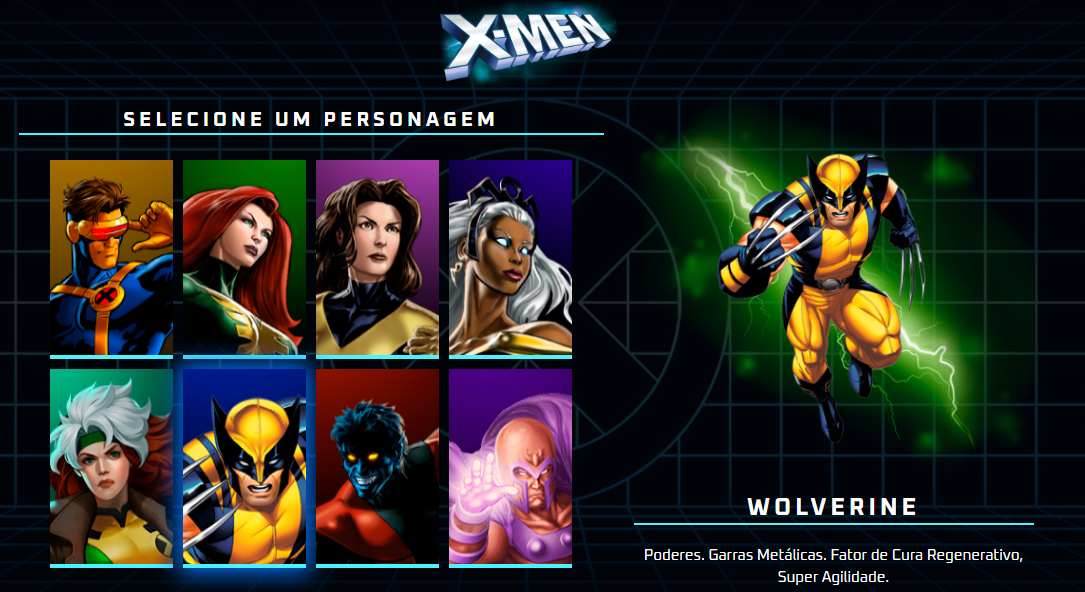 X-MEN
SELECIONE UM PERSONAGEM
WOLVERINE
Poderes. Garras Metálicas. Fator de Cura Regenerativo,
Super Agilidade.